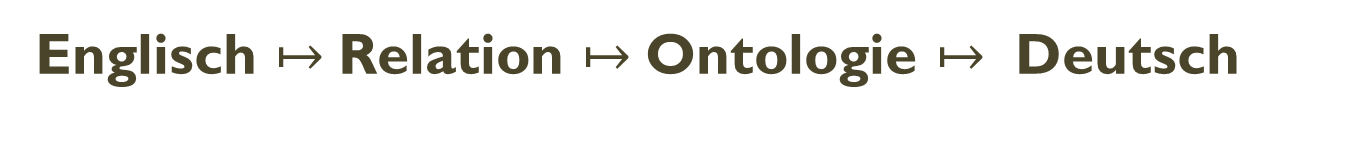 Englisch ↦ Relation ↦ Ontologie ↦ Deutsch